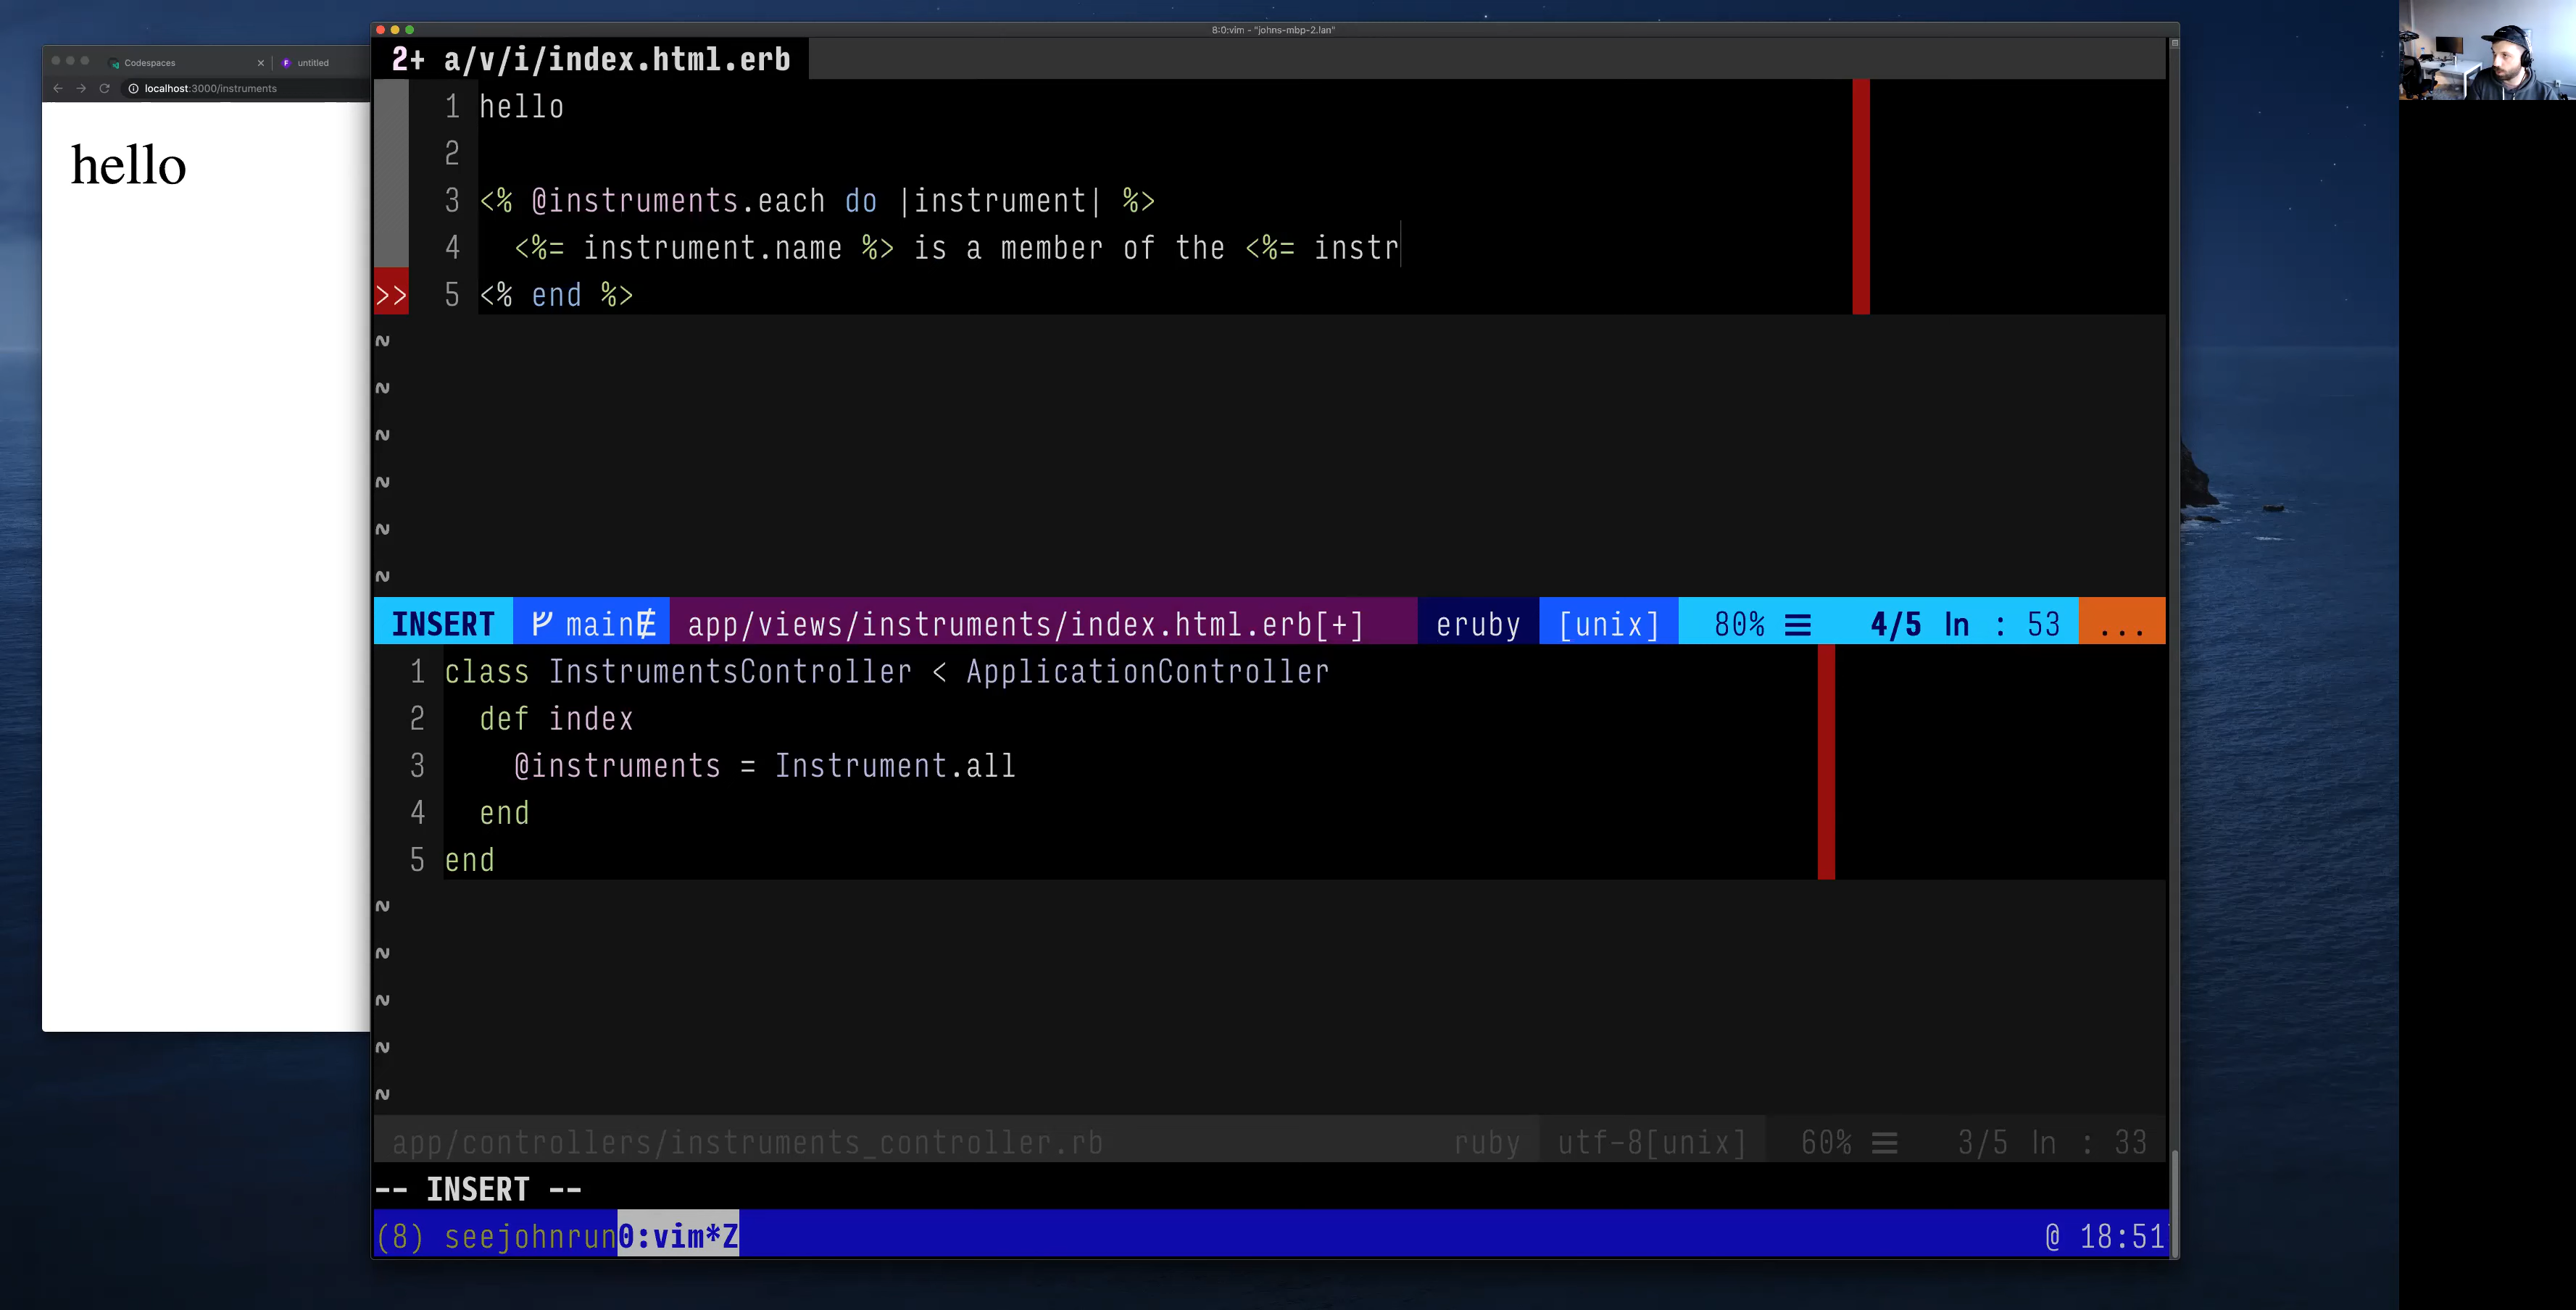 8:0:vim - "johns-mbp-2.lan"
Codespaces
untitled
localhost:3000/instruments
hello
2+ a/v/i/index.html.erb
1 hello
2
3 <% @instruments.each do |instrument| %>
4 <%= instrument.name %> is a member of the <%= instr
>> 5 <% end %>
~
~
~
~
~
~
INSERT main app/views/instruments/index.html.erb[+] eruby [unix] 80% ☰ 4/5 ln : 53 ...
1 class InstrumentsController < ApplicationController
2 def index
3 @instruments = Instrument.all
4 end
5 end
~
~
~
~
~
app/controllers/instruments_controller.rb ruby utf-8[unix] 60% ☰ 3/5 ln : 33
-- INSERT --
(8) seejohnrun 0:vim*Z @ 18:51